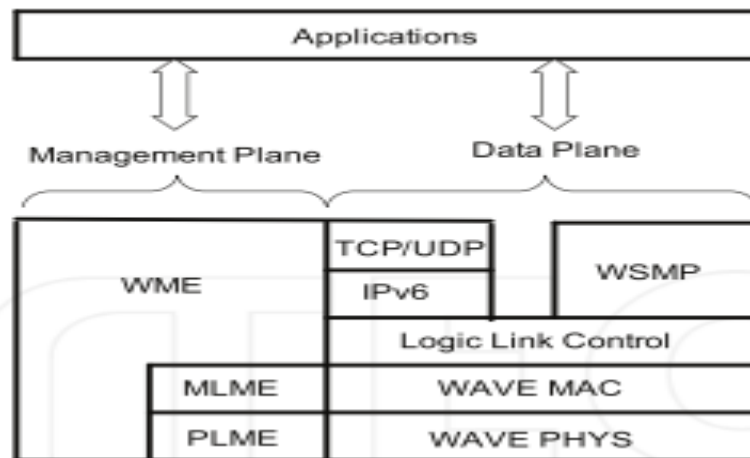 Applications
Management Plane
Data Plane
TCP/UDP
WME
WSMP
IPv6
Logic Link Control
MLME
WAVE MAC
PLME
WAVE PHYS